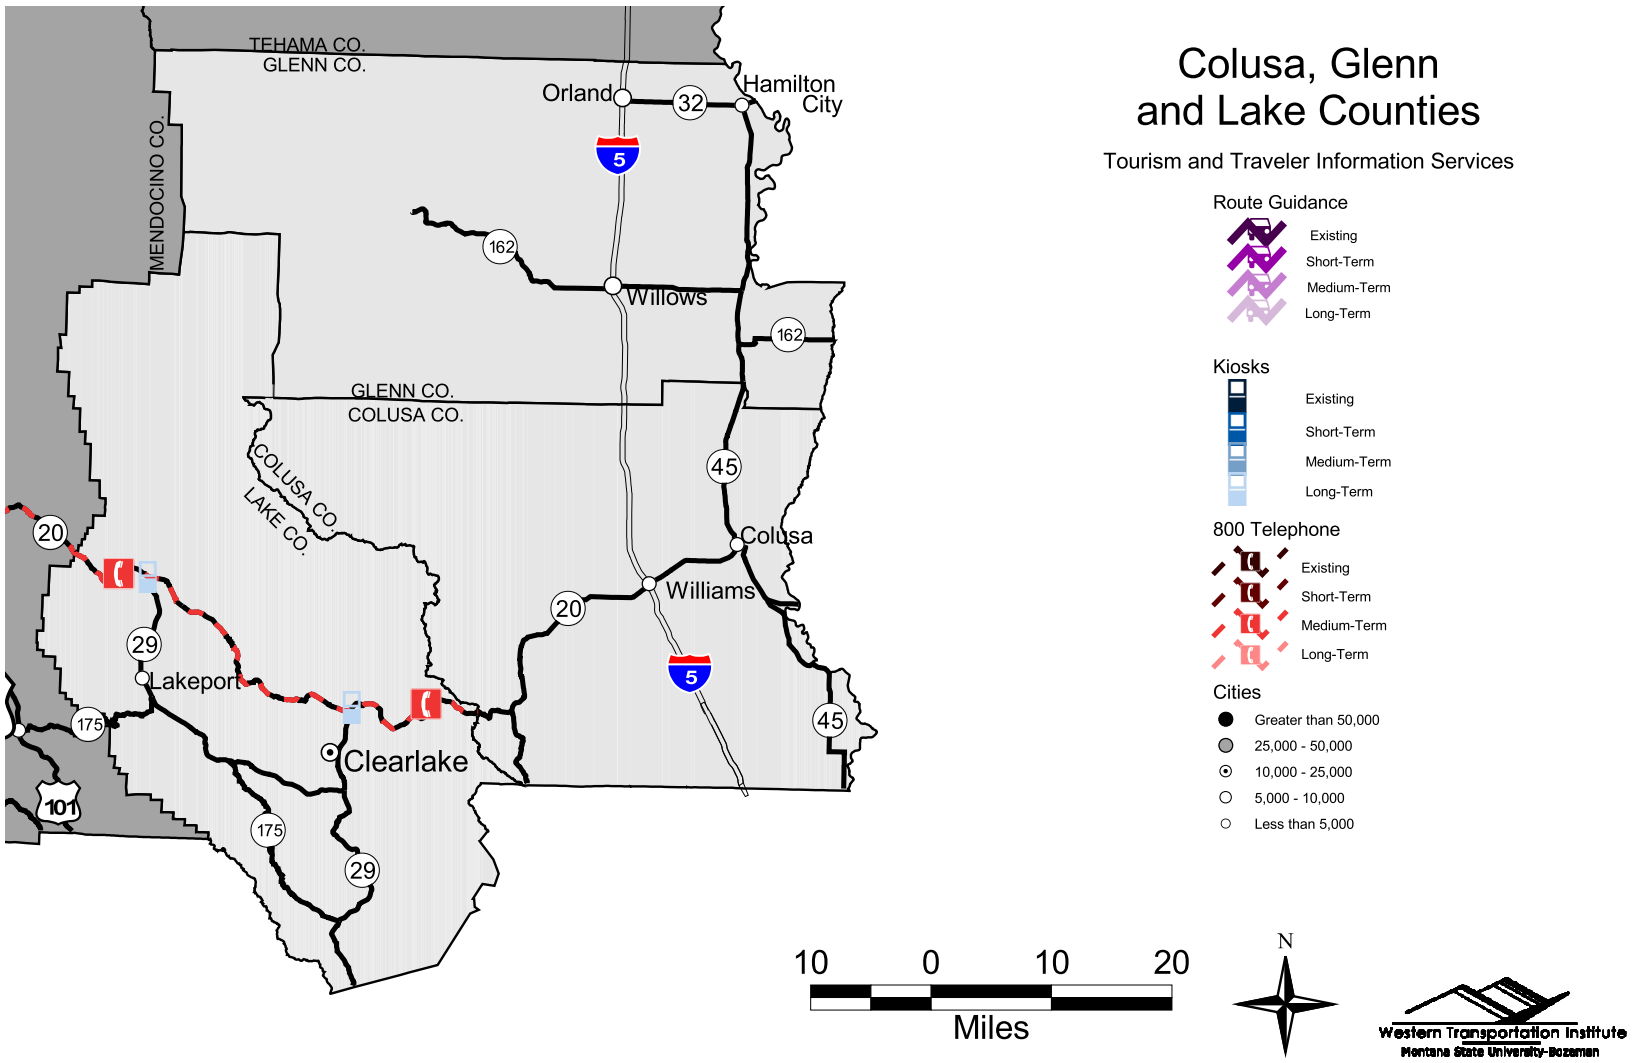 TEHAMA CO.
GLENN CO.
MENDOCINO CO.
Orland
32
Hamilton
City
5
162
Willows
162
GLENN CO.
COLUSA CO.
COLUSA CO.
LAKE CO.
45
20
Colusa
Williams
20
29
Lakeport
5
175
45
Clearlake
101
175
29
Colusa, Glenn
and Lake Counties
Tourism and Traveler Information Services
Route Guidance
Existing
Short-Term
Medium-Term
Long-Term
Kiosks
Existing
Short-Term
Medium-Term
Long-Term
800 Telephone
Existing
Short-Term
Medium-Term
Long-Term
Cities
Greater than 50,000
25,000 - 50,000
10,000 - 25,000
5,000 - 10,000
Less than 5,000
10 0 10 20
Miles
N
Western Transportation Institute
Montana State University-Bozeman